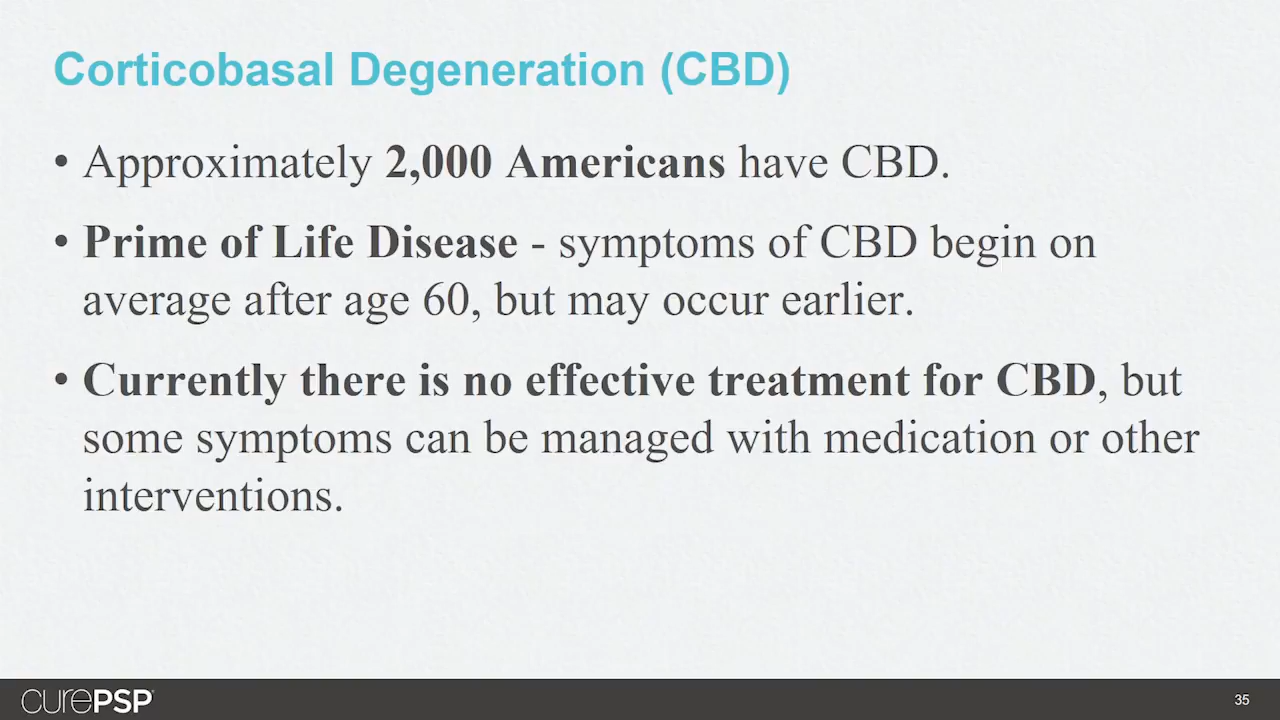 Corticobasal Degeneration (CBD)
• Approximately 2,000 Americans have CBD.
• Prime of Life Disease - symptoms of CBD begin on
average after age 60, but may occur earlier.
• Currently there is no effective treatment for CBD, but
some symptoms can be managed with medication or other
interventions.
curePSP
35